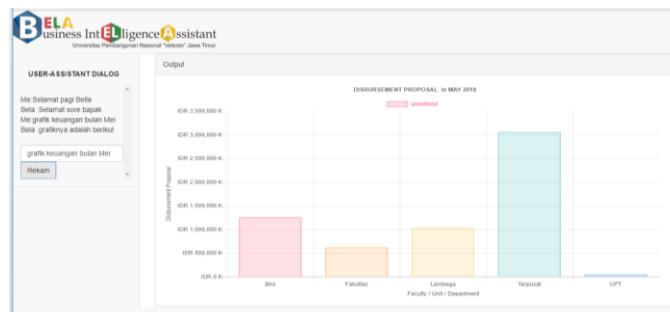 BELA
Business IntELligence Assistant
Universitas Pembangunan Nasional "Veteran" Jawa Timur
USER-ASSISTANT DIALOG
Me:Selamat pagi Bella
Bela :Selamat sore bapak
Me:grafik keuangan bulan Mei
Bela :grafiknya adalah berikut
grafik keuangan bulan Mei
Rekam
Output
DISBURSEMENT PROPOSAL in MAY 2018
undefined
IDR 3,500,000 K
IDR 3,000,000 K
IDR 2,500,000 K
IDR 2,000,000 K
IDR 1,500,000 K
IDR 1,000,000 K
IDR 500,000 K
IDR 0 K
Disbursement Proposal
Biro
Fakultas
Lembaga
Terpusat
UPT
Faculty / Unit / Department